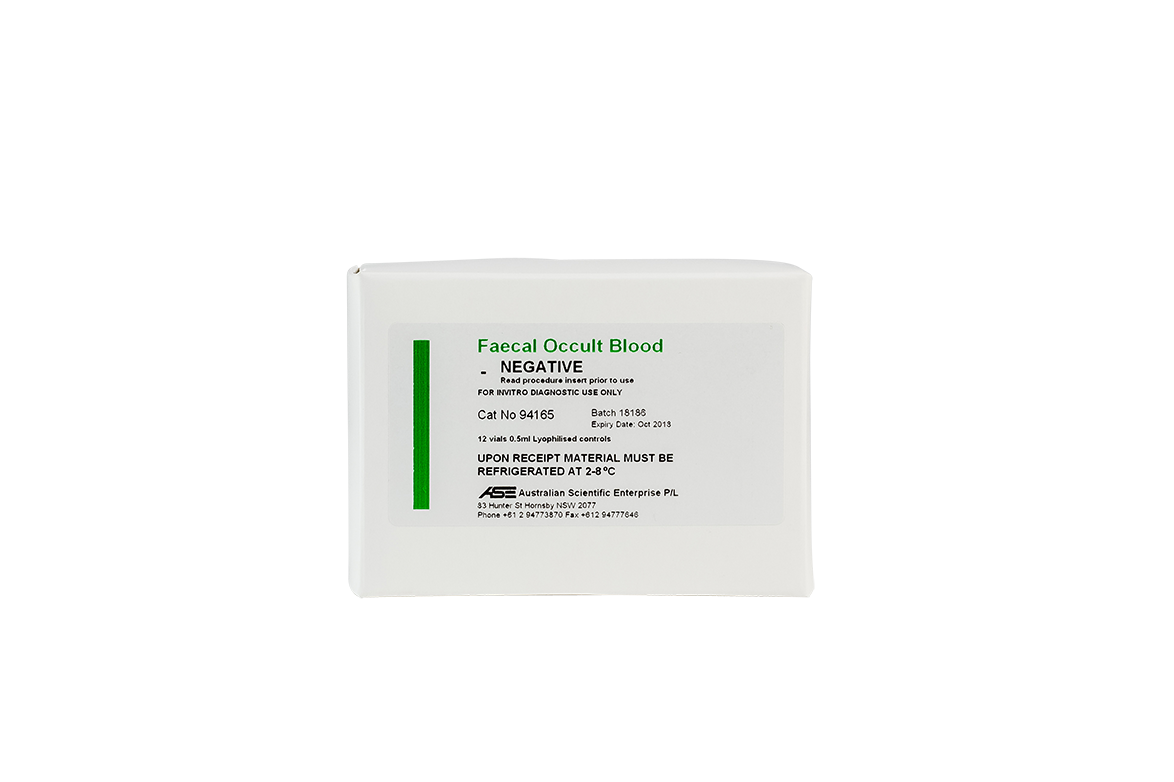 Faecal Occult Blood
- NEGATIVE
Read procedure insert prior to use
FOR INVITRO DIAGNOSTIC USE ONLY
Cat No 94165
Batch 18186
Expiry Date: Oct 2018
12 vials 0.5ml Lyophilised controls
UPON RECEIPT MATERIAL MUST BE
REFRIGERATED AT 2-8ºC
ASE Australian Scientific Enterprise P/L
83 Hunter St Hornsby NSW 2077
Phone +61 2 94773870 Fax +612 94777646